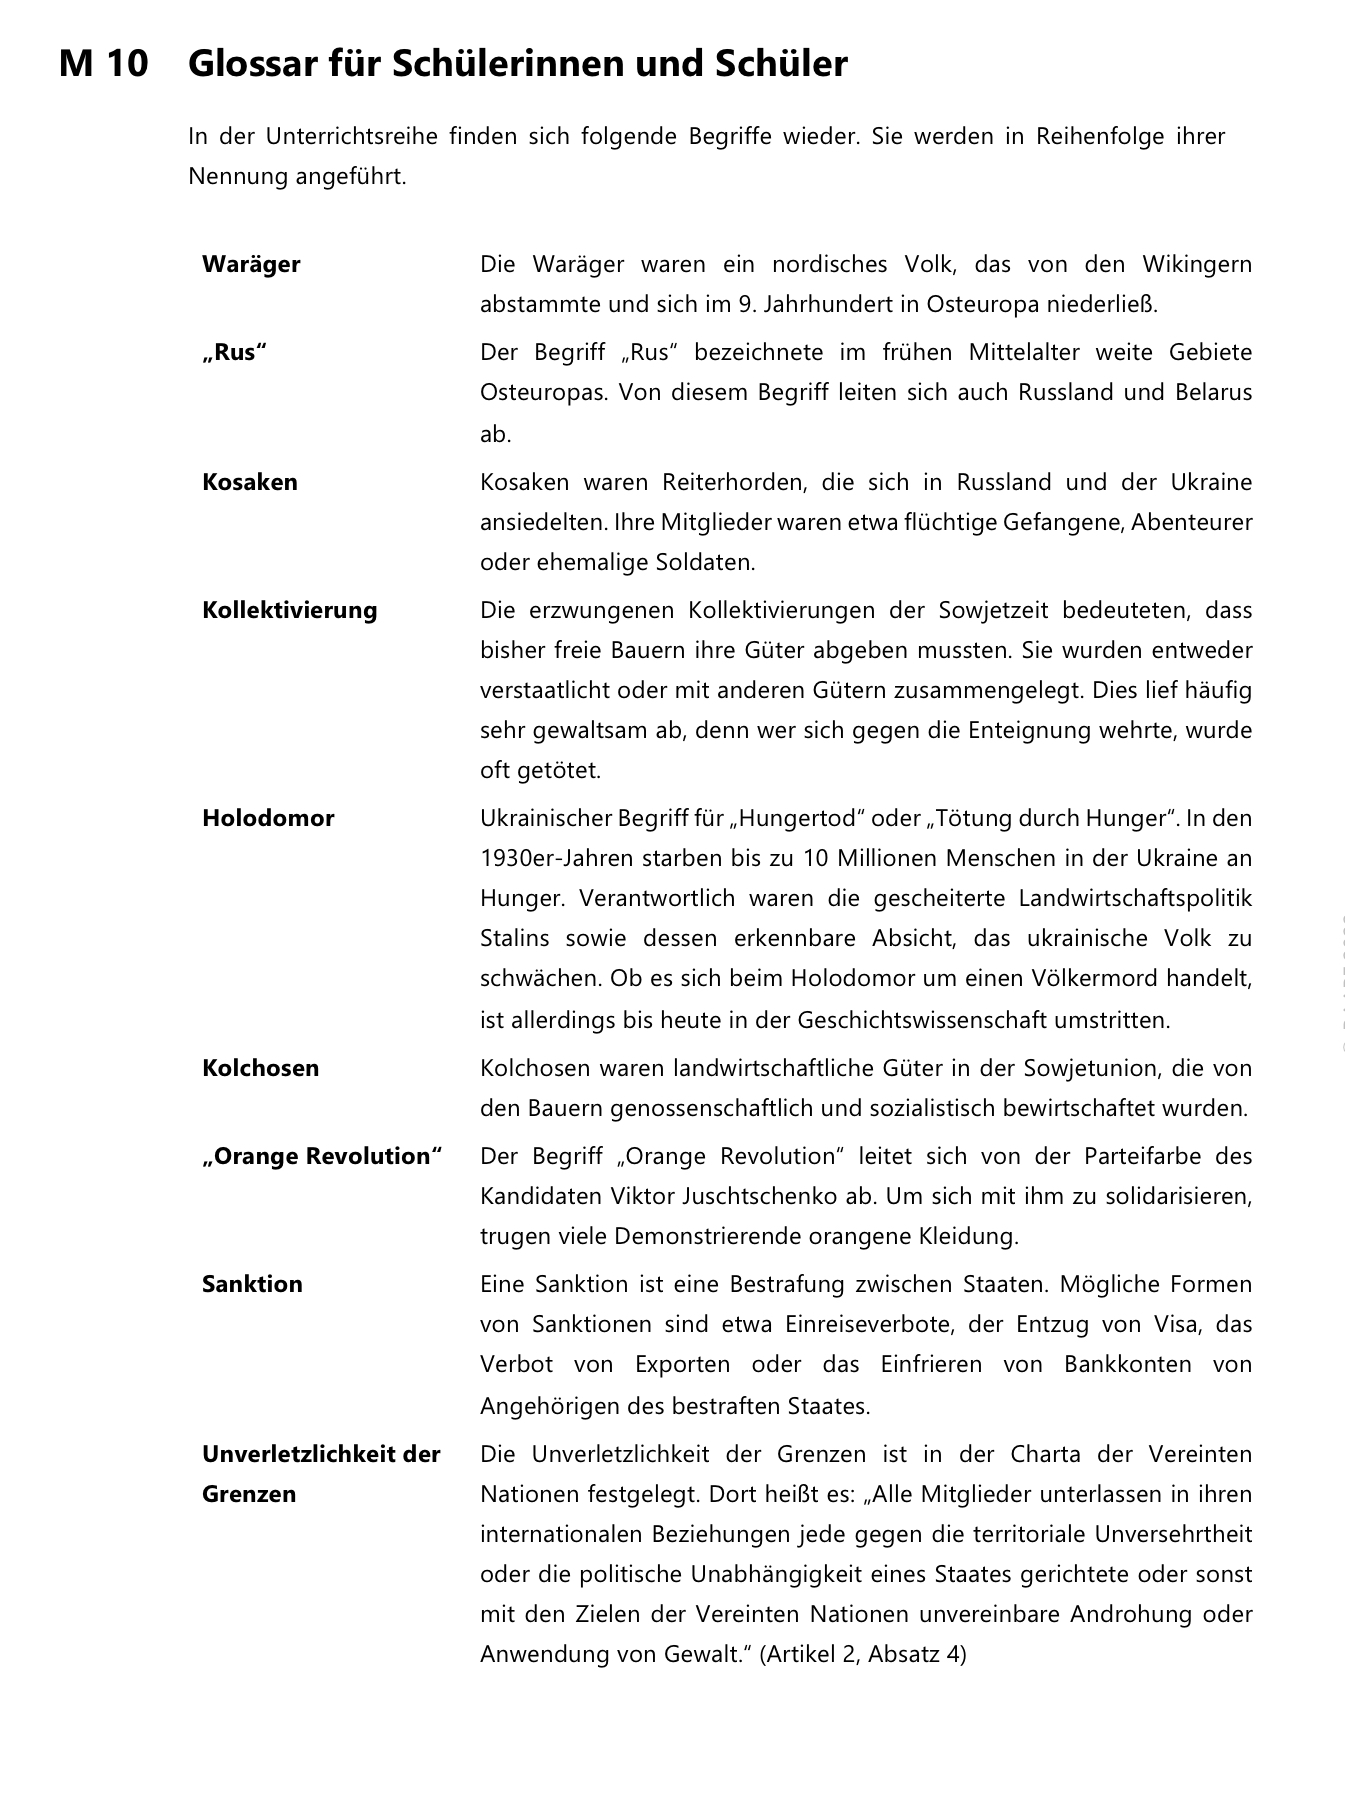 M 10 Glossar für Schülerinnen und Schüler
In der Unterrichtsreihe finden sich folgende Begriffe wieder. Sie werden in Reihenfolge ihrer
Nennung angeführt.
Waräger Die Waräger waren ein nordisches Volk, das von den Wikingern
abstammte und sich im 9. Jahrhundert in Osteuropa niederließ.
„Rus“ Der Begriff „Rus“ bezeichnete im frühen Mittelalter weite Gebiete
Osteuropas. Von diesem Begriff leiten sich auch Russland und Belarus
ab.
Kosaken Kosaken waren Reiterhorden, die sich in Russland und der Ukraine
ansiedelten. Ihre Mitglieder waren etwa flüchtige Gefangene, Abenteurer
oder ehemalige Soldaten.
Kollektivierung Die erzwungenen Kollektivierungen der Sowjetzeit bedeuteten, dass
bisher freie Bauern ihre Güter abgeben mussten. Sie wurden entweder
verstaatlicht oder mit anderen Gütern zusammengelegt. Dies lief häufig
sehr gewaltsam ab, denn wer sich gegen die Enteignung wehrte, wurde
oft getötet.
Holodomor Ukrainischer Begriff für „Hungertod“ oder „Tötung durch Hunger“. In den
1930er-Jahren starben bis zu 10 Millionen Menschen in der Ukraine an
Hunger. Verantwortlich waren die gescheiterte Landwirtschaftspolitik
Stalins sowie dessen erkennbare Absicht, das ukrainische Volk zu
schwächen. Ob es sich beim Holodomor um einen Völkermord handelt,
ist allerdings bis heute in der Geschichtswissenschaft umstritten.
Kolchosen Kolchosen waren landwirtschaftliche Güter in der Sowjetunion, die von
den Bauern genossenschaftlich und sozialistisch bewirtschaftet wurden.
„Orange Revolution“ Der Begriff „Orange Revolution“ leitet sich von der Parteifarbe des
Kandidaten Viktor Juschtschenko ab. Um sich mit ihm zu solidarisieren,
trugen viele Demonstrierende orangene Kleidung.
Sanktion Eine Sanktion ist eine Bestrafung zwischen Staaten. Mögliche Formen
von Sanktionen sind etwa Einreiseverbote, der Entzug von Visa, das
Verbot von Exporten oder das Einfrieren von Bankkonten von
Angehörigen des bestraften Staates.
Unverletzlichkeit der Die Unverletzlichkeit der Grenzen ist in der Charta der Vereinten
Grenzen Nationen festgelegt. Dort heißt es: „Alle Mitglieder unterlassen in ihren
internationalen Beziehungen jede gegen die territoriale Unversehrtheit
oder die politische Unabhängigkeit eines Staates gerichtete oder sonst
mit den Zielen der Vereinten Nationen unvereinbare Androhung oder
Anwendung von Gewalt.“ (Artikel 2, Absatz 4)